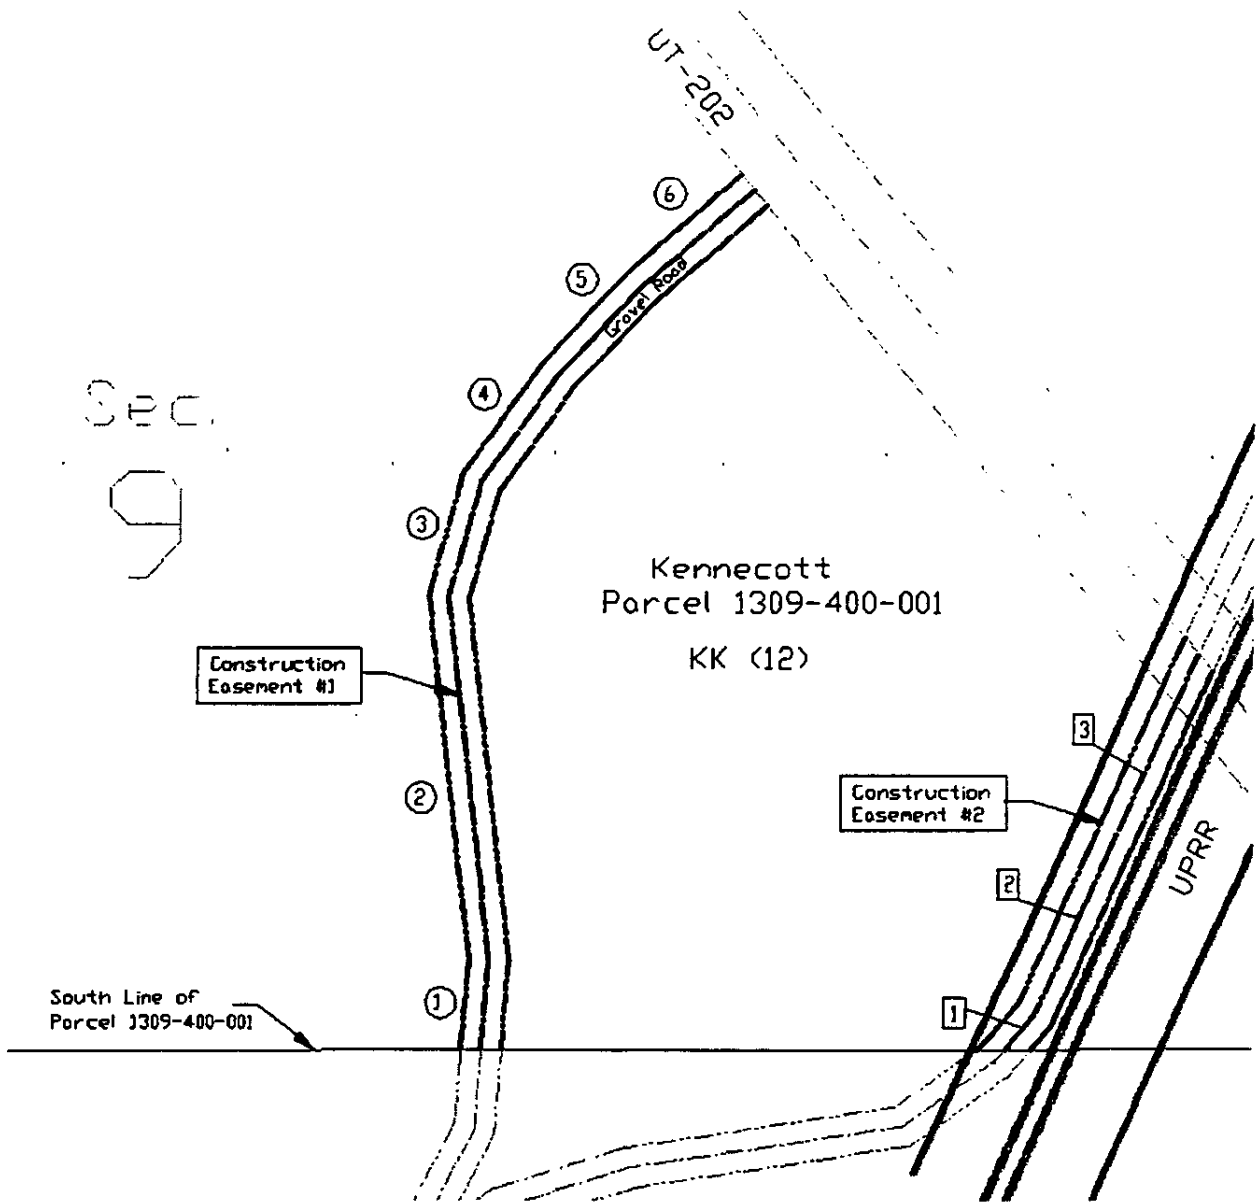 UT-202
6
5
Gravel Road
4
Sec.
9
3
Kennecott
Parcel 1309-400-001
KK (12)
Construction
Easement #1
3
2
Construction
Easement #2
UPRR
2
1
South Line of
Parcel 1309-400-001
1